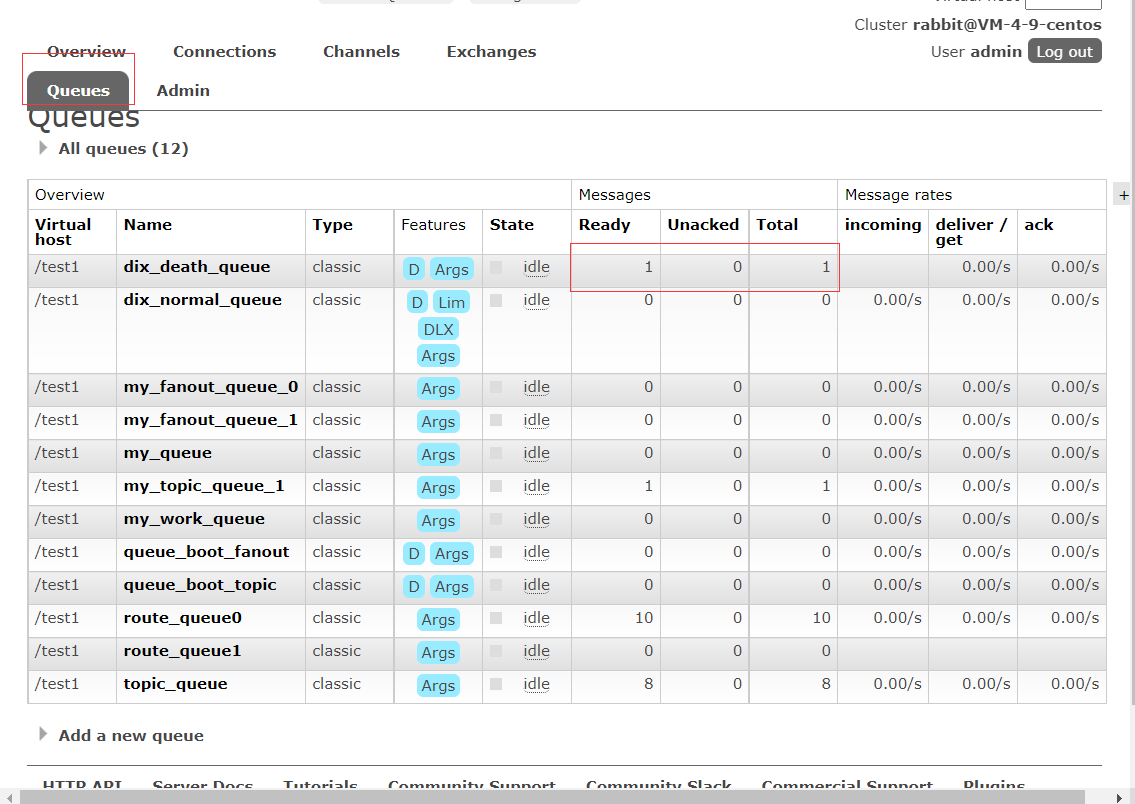 Cluster rabbit@VM-4-9-centos
Overview Connections Channels Exchanges User admin Log out
Queues Admin
Queues
All queues (12)
Overview Messages Message rates +
Virtual host Name Type Features State Ready Unacked Total incoming deliver / get ack
/test1 dix_death_queue classic D Args idle 1 0 1 0.00/s 0.00/s
/test1 dix_normal_queue classic D Lim idle 0 0 0 0.00/s 0.00/s 0.00/s
DLX
Args
/test1 my_fanout_queue_0 classic Args idle 0 0 0 0.00/s 0.00/s 0.00/s
/test1 my_fanout_queue_1 classic Args idle 0 0 0 0.00/s 0.00/s 0.00/s
/test1 my_queue classic Args idle 0 0 0 0.00/s 0.00/s 0.00/s
/test1 my_topic_queue_1 classic Args idle 1 0 1 0.00/s 0.00/s 0.00/s
/test1 my_work_queue classic Args idle 0 0 0 0.00/s 0.00/s 0.00/s
/test1 queue_boot_fanout classic D Args idle 0 0 0 0.00/s 0.00/s 0.00/s
/test1 queue_boot_topic classic D Args idle 0 0 0 0.00/s 0.00/s 0.00/s
/test1 route_queue0 classic Args idle 10 0 10 0.00/s 0.00/s 0.00/s
/test1 route_queue1 classic Args idle 0 0 0
/test1 topic_queue classic Args idle 8 0 8 0.00/s 0.00/s 0.00/s
Add a new queue
HTTP API Server Docs Tutorials Community Support Community Slack Commercial Support Plugins